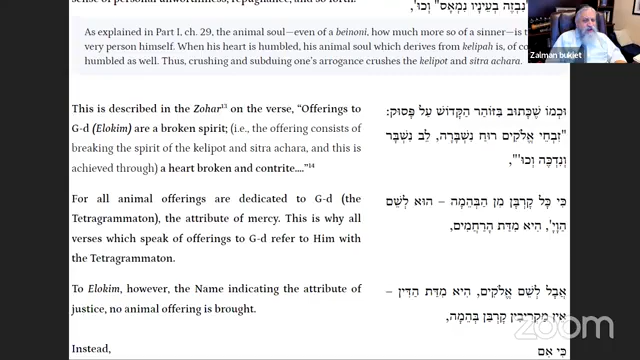 sense of personal unworthiness, repugnance, and so forth.
"נִבְזֶה בְּעֵינָיו נִמְאָס" וְכוּ',
As explained in Part I, ch. 29, the animal soul—even of a beinoni, how much more so of a sinner—is t
very person himself. When his heart is humbled, his animal soul which derives from kelipah is, of co
humbled as well. Thus, crushing and subduing one's arrogance crushes the kelipot and sitra achara.
Zalman bukjet
This is described in the Zohar13 on the verse, "Offerings to
G-d (Elokim) are a broken spirit; (i.e., the offering consists of
breaking the spirit of the kelipot and sitra achara, and this is
achieved through) a heart broken and contrite...."14
וּכְמוֹ שֶׁכָּתוּב בַּזּוֹהַר הַקָּדוֹשׁ עַל פָּסוּק:
"זִבְחֵי אֱלֹקִים רוּחַ נִשְׁבָּרָה, לֵב נִשְׁבָּר
וְנִדְכֶּה וְכוּ'",
For all animal offerings are dedicated to G-d (the
Tetragrammaton), the attribute of mercy. This is why all
verses which speak of offerings to G-d refer to Him with
the Tetragrammaton.
כִּי כָּל קָרְבָּן מִן הַבְּהֵמָה – הוּא לְשֵׁם
הַוָיָ', הִיא מִדַּת הָרַחֲמִים,
To Elokim, however, the Name indicating the attribute of
justice, no animal offering is brought.
אֲבָל לְשֵׁם אֱלֹקִים, הִיא מִדַּת הַדִּין –
אֵין מַקְרִיבִין קָרְבַּן בְּהֵמָה,
Instead,
כִּי אִם
zoom